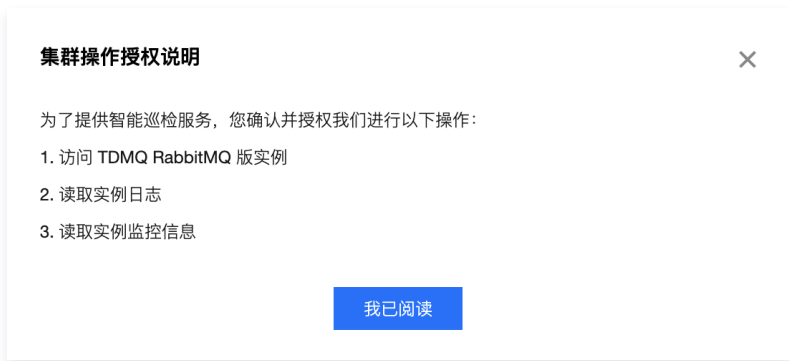 集群操作授权说明
为了提供智能巡检服务，您确认并授权我们进行以下操作：
1. 访问 TDMQ RabbitMQ 版实例
2. 读取实例日志
3. 读取实例监控信息
我已阅读